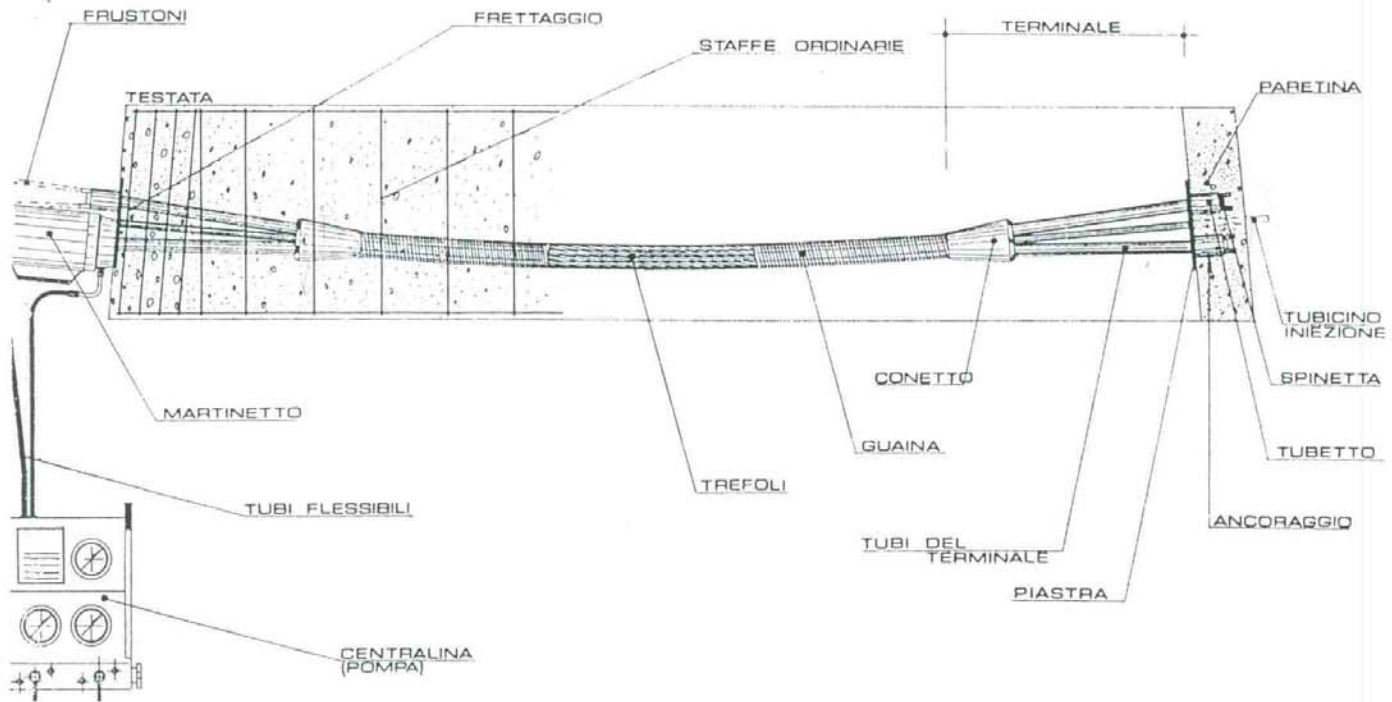 FRUSTONI
FRETTAGGIO
STAFFE ORDINARIE
TERMINALE
TESTATA
PARETINA
TUBICINO
INIEZIONE
CONETTO
SPINETTA
MARTINETTO
GUAINA
TUBETTO
TREFOLI
TUBI FLESSIBILI
ANCORAGGIO
TUBI DEL
TERMINALE
PIASTRA
CENTRALINA
(POMPA)